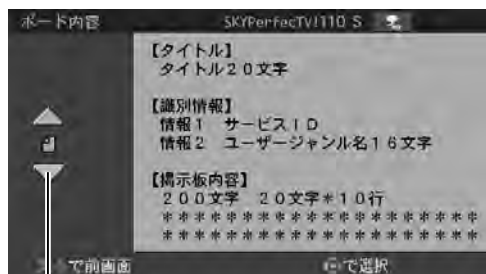 ボード内容
SKYPerfecTV!110 S
【タイトル】
タイトル20文字
【識別情報】
情報1 サービスID
情報2 ユーザージャンル名16文字
【掲示板内容】
200文字 20文字*10行
********************
********************
で前画面
で選択